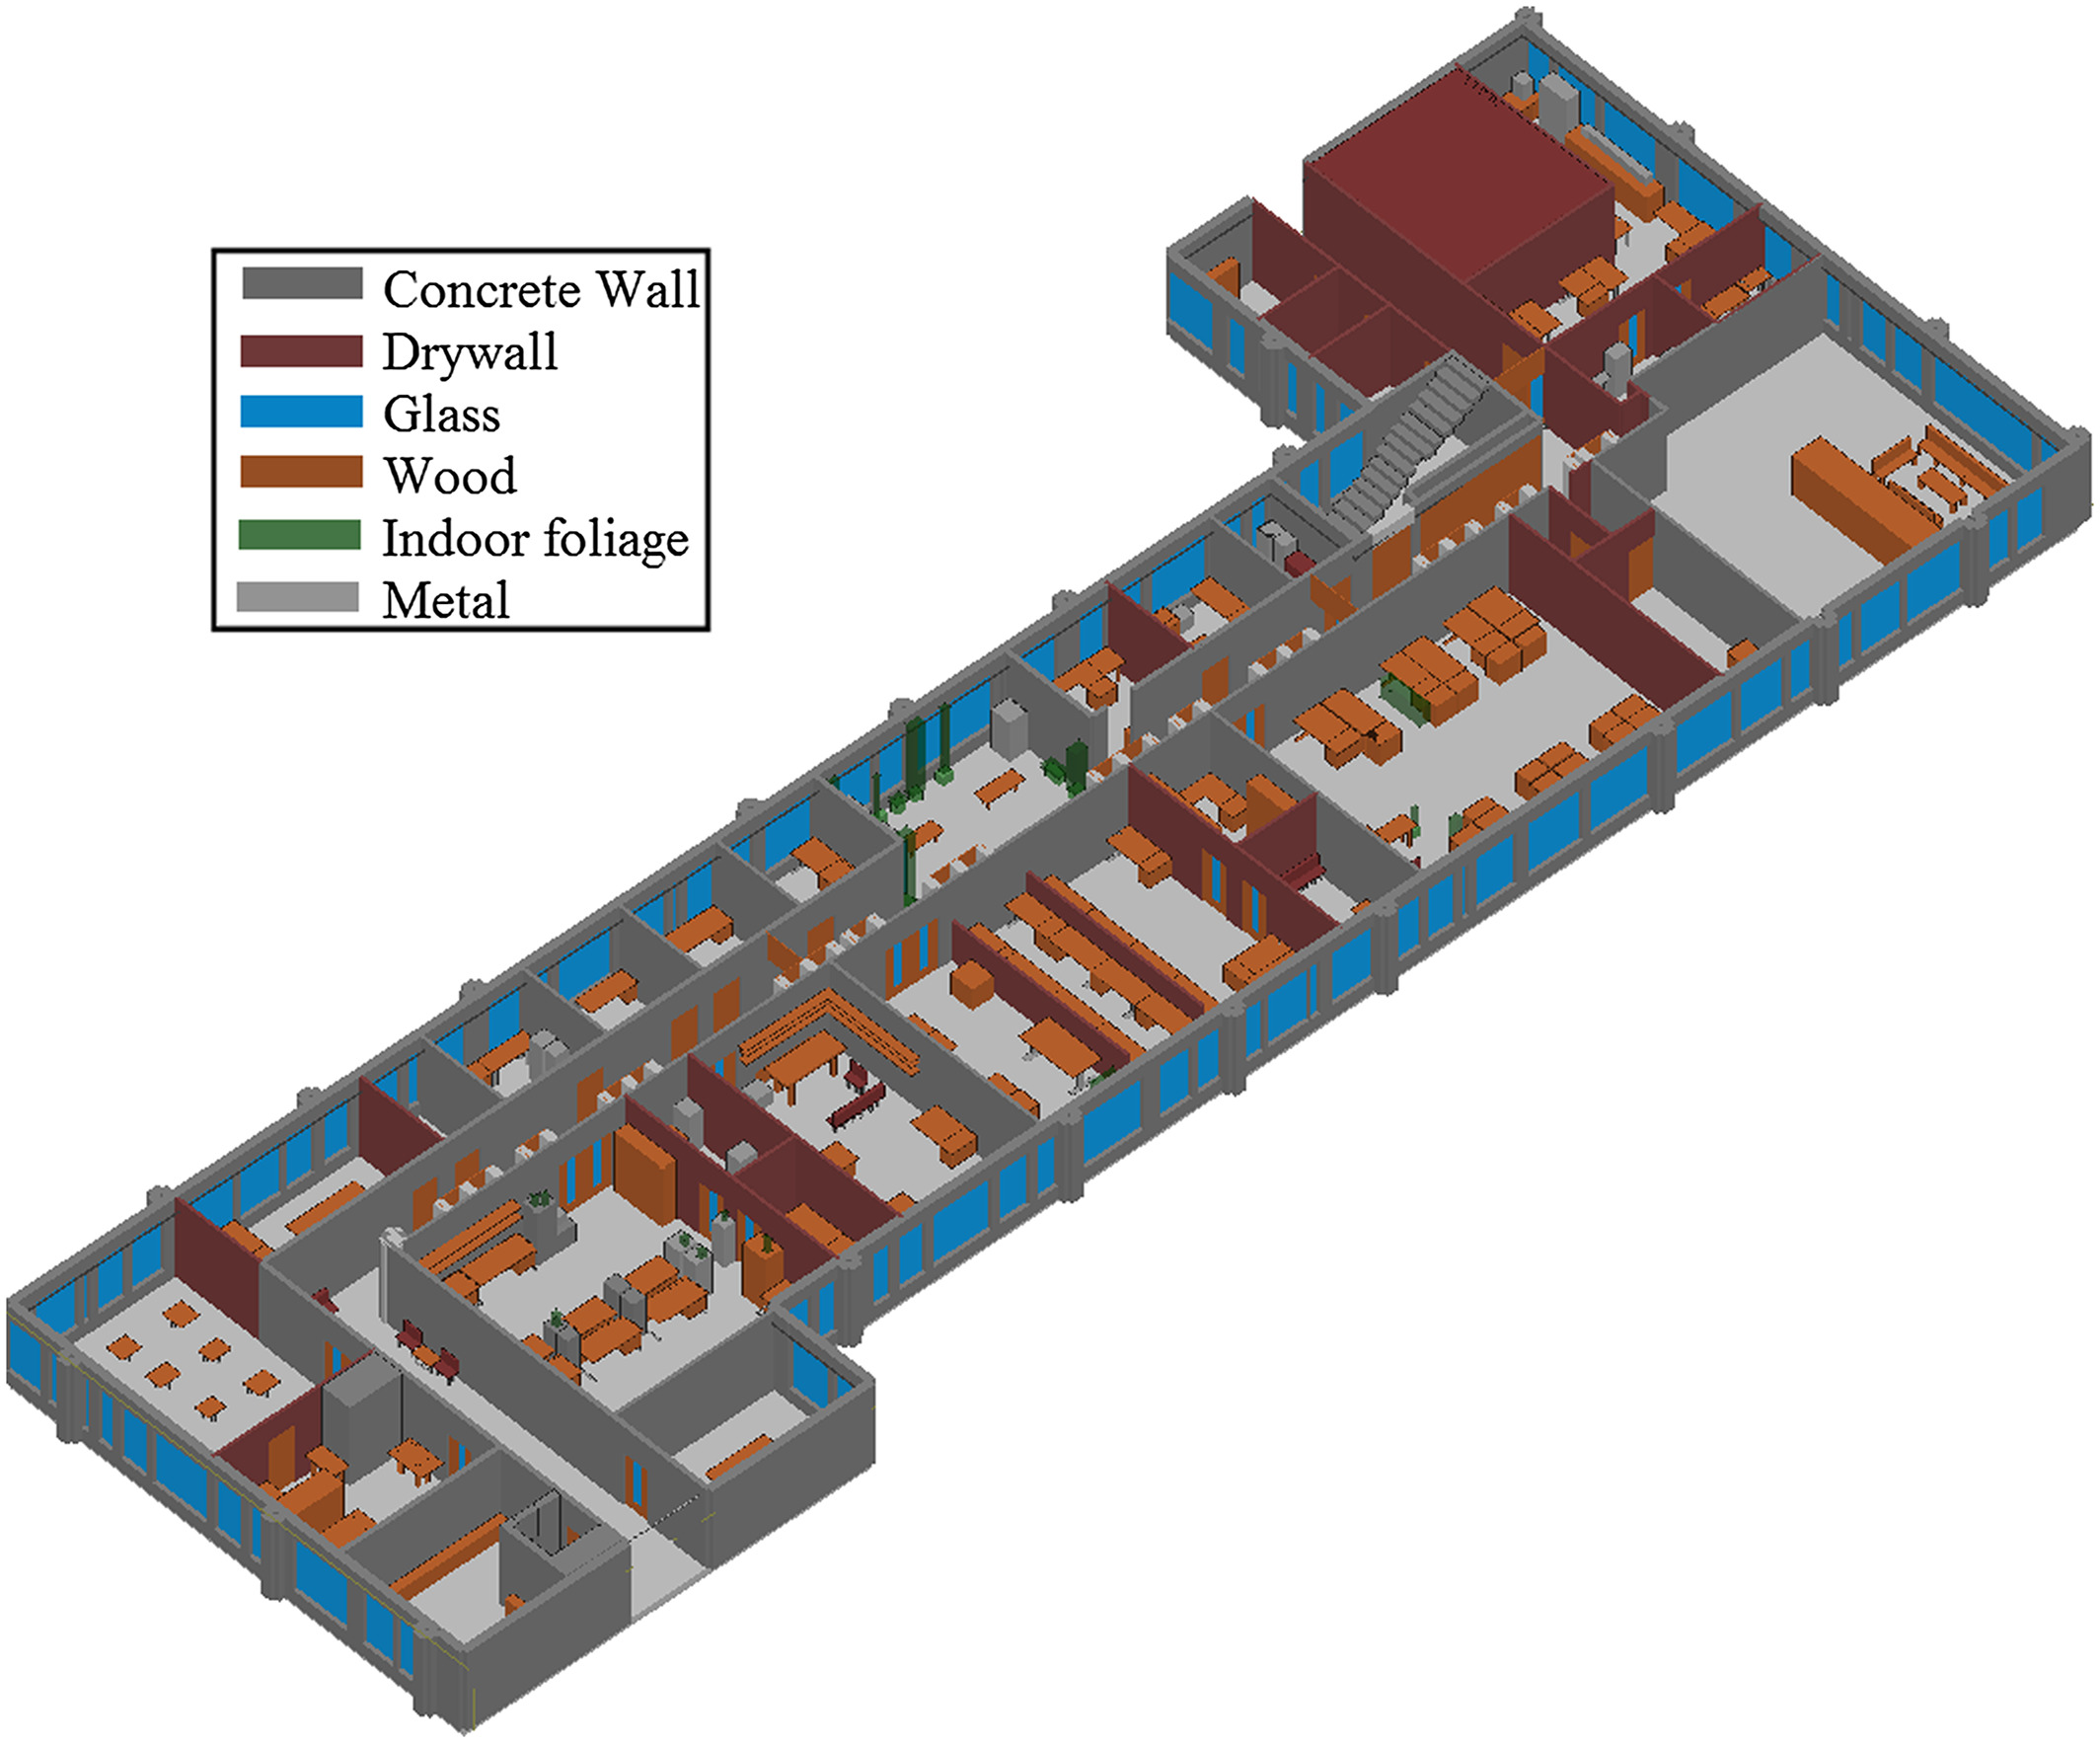 Concrete Wall
Drywall
Glass
Wood
Indoor foliage
Metal